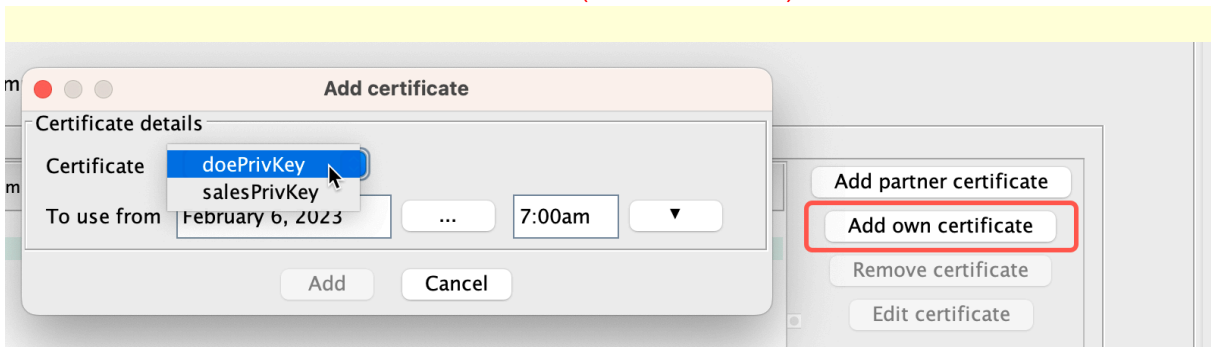 Add certificate
Certificate details
Certificate
doePrivKey
salesPrivKey
To use from
February 6, 2023
...
7:00am
Add
Cancel
Add partner certificate
Add own certificate
Remove certificate
Edit certificate